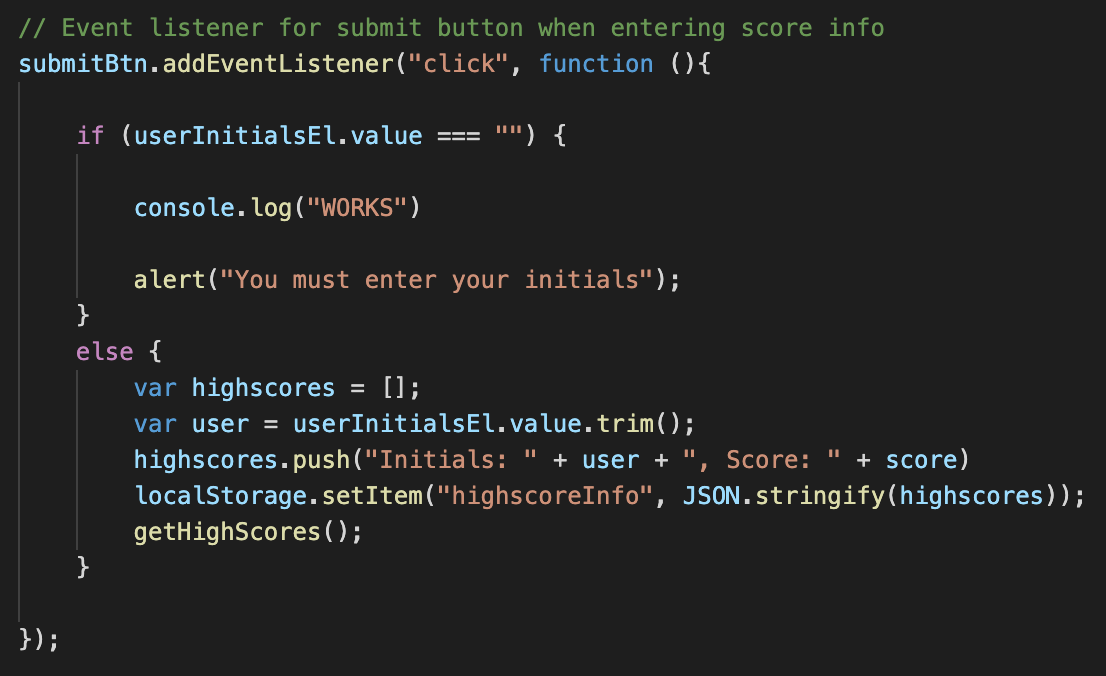 // Event listener for submit button when entering score info
submitBtn.addEventListener("click", function (){
if (userInitialsEl.value === "") {
console.log("WORKS")
alert("You must enter your initials");
}
else {
var highscores = [];
var user = userInitialsEl.value.trim();
highscores.push("Initials: " + user + ", Score: " + score)
localStorage.setItem("highscoreInfo", JSON.stringify(highscores));
getHighScores();
}
});